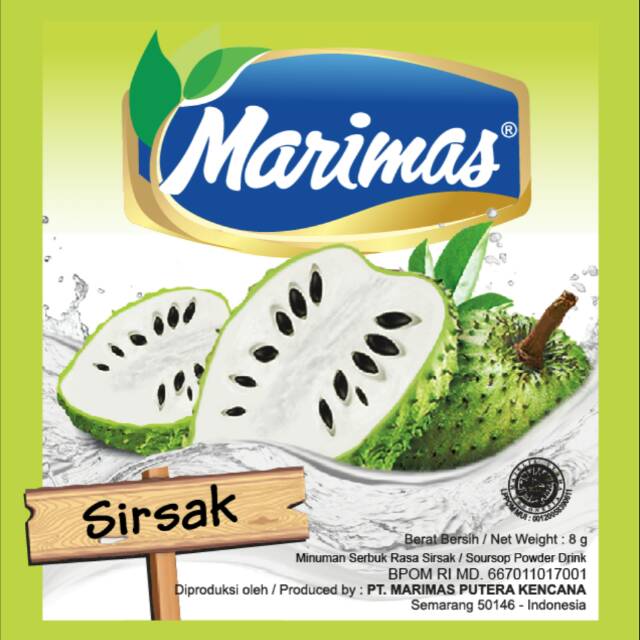 Marimas®
Sirsak
Berat Bersih / Net Weight : 8 g
Minuman Serbuk Rasa Sirsak / Soursop Powder Drink
BPOM RI MD. 667011017001
Diproduksi oleh / Produced by : PT. MARIMAS PUTERA KENCANA
Semarang 50146 - Indonesia